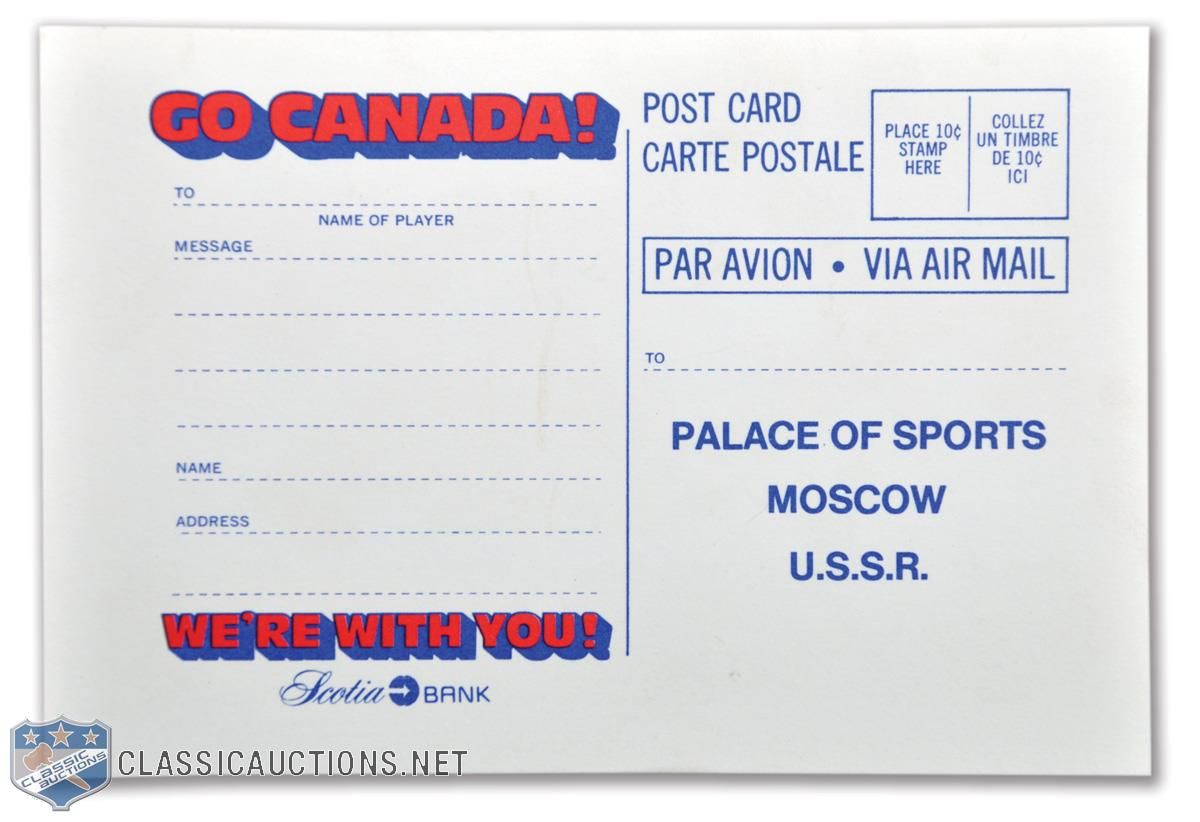 GO CANADA!
TO
NAME OF PLAYER
MESSAGE
NAME
ADDRESS
WE'RE WITH YOU!
Scotia BANK
POST CARD
CARTE POSTALE
PLACE 10¢
STAMP
HERE
COLLEZ
UN TIMBRE
DE 10¢
ICI
PAR AVION • VIA AIR MAIL
TO
PALACE OF SPORTS
MOSCOW
U.S.S.R.
CLASSIC
AUCTIONS
CLASSICAUCTIONS.NET